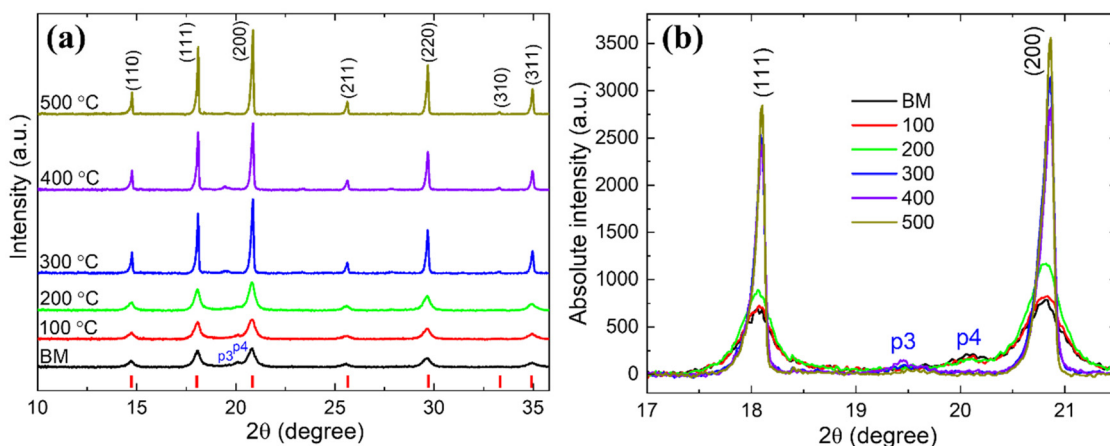 (a)
(110)
(111)
(200)
(211)
(220)
(310)
(311)
500 °C
400 °C
300 °C
200 °C
100 °C
BM
p3 p4
Intensity (a.u.)
10 15 20 25 30 35
2θ (degree)
(b)
(111)
(200)
BM
100
200
300
400
500
p3
p4
Absolute intensity (a.u.)
3500
3000
2500
2000
1500
1000
500
0
17 18 19 20 21
2θ (degree)